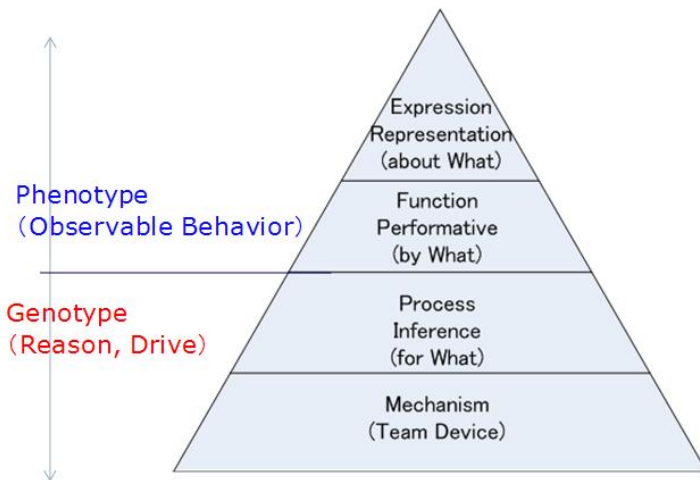 Expression
Representation
(about What)
Phenotype
(Observable Behavior)
Function
Performative
(by What)
Genotype
(Reason, Drive)
Process
Inference
(for What)
Mechanism
(Team Device)